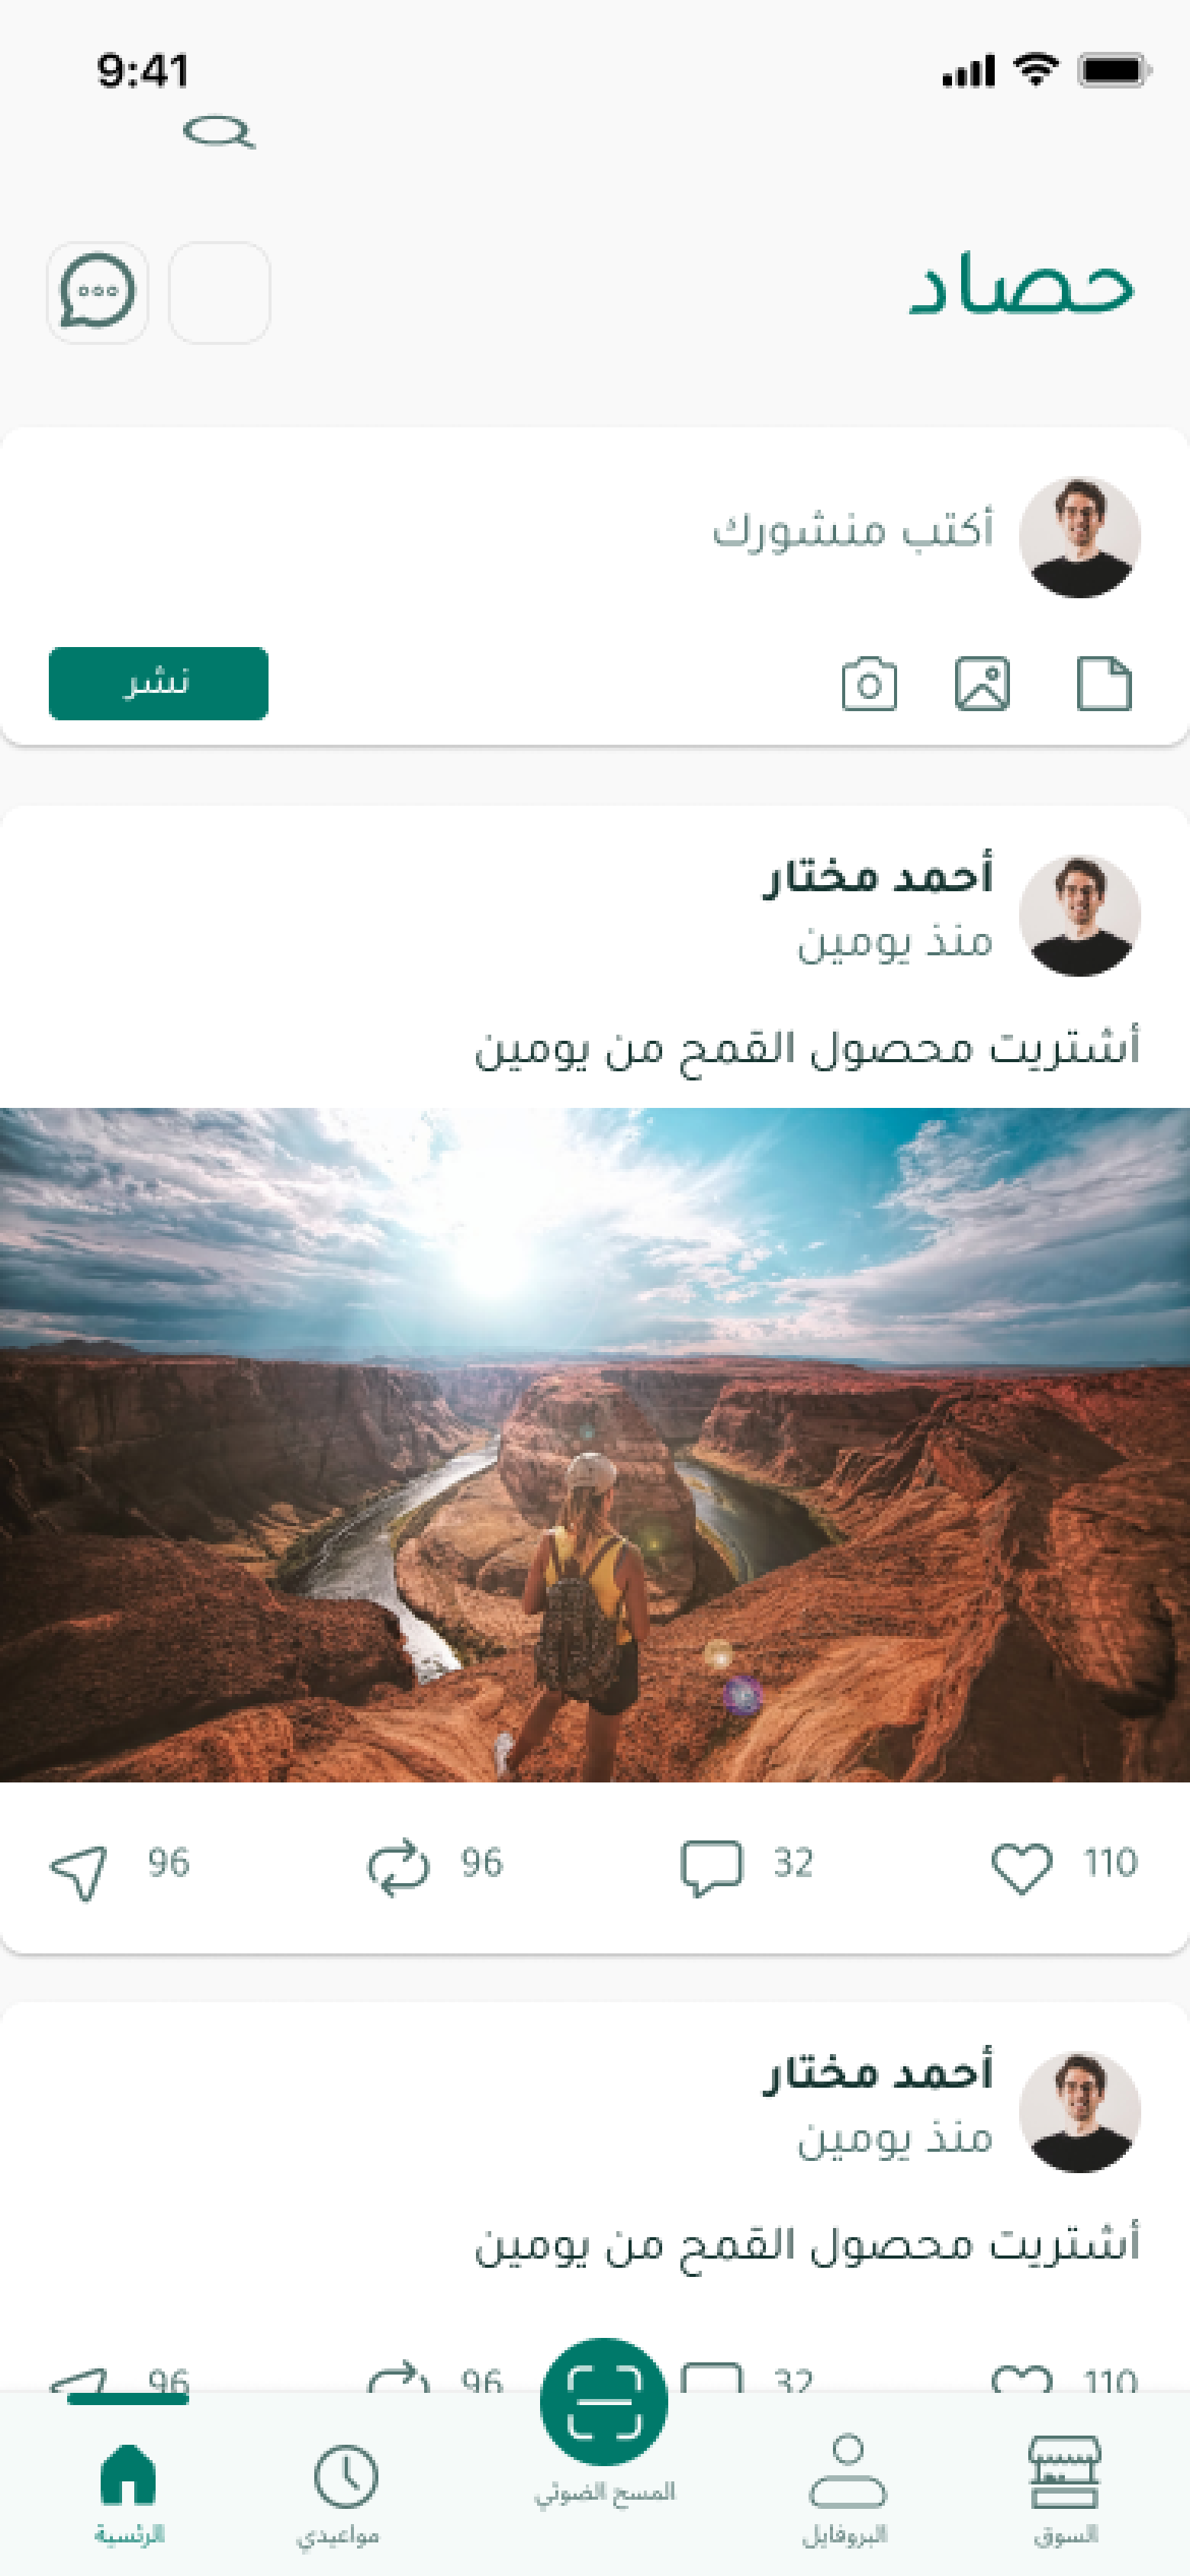 9:41
حصاد
أكتب منشورك
نشر
أحمد مختار
منذ يومين
أشتريت محصول القمح من يومين
110 32 96 96
أحمد مختار
منذ يومين
أشتريت محصول القمح من يومين
110 32 96 96
السوق
البروفايل
المسح الضوئي
مواعيدي
الرئسية